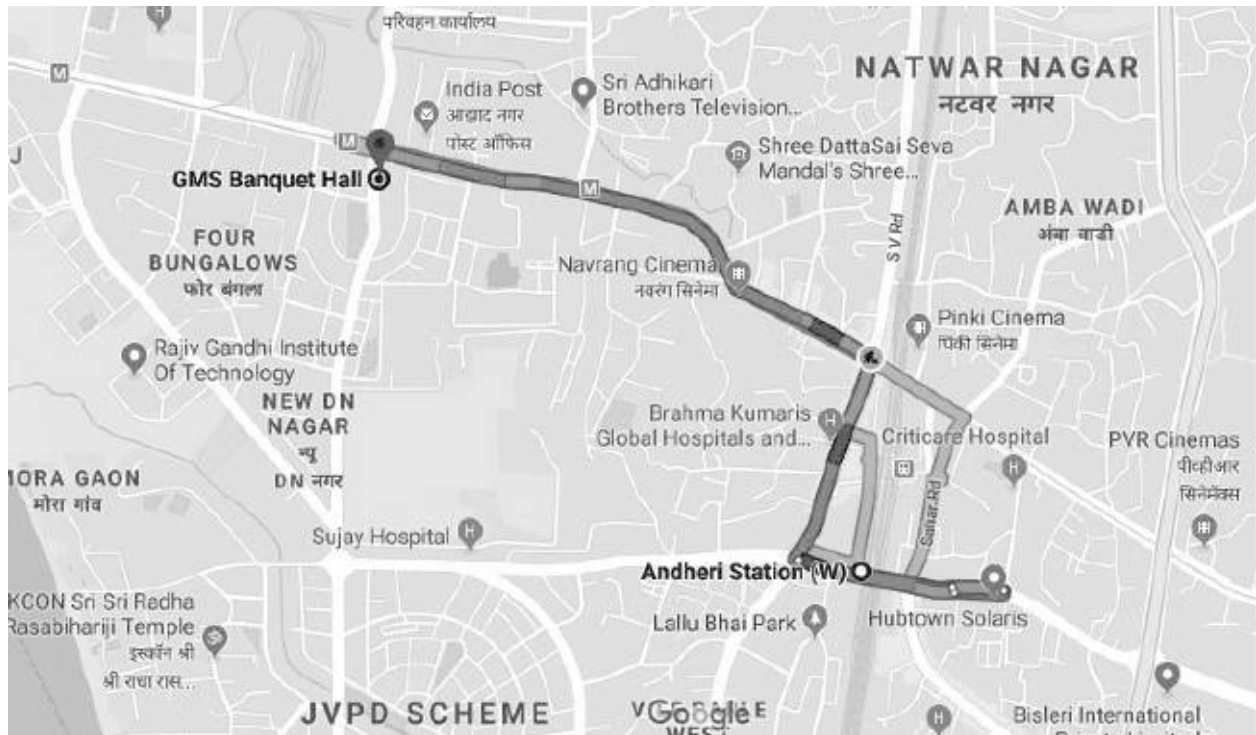 परिवहन कार्यालय
NATWAR NAGAR
नटवर नगर
India Post
आझाद नगर
पोस्ट ऑफिस
Sri Adhikari
Brothers Television...
Shree DattaSai Seva
Mandal's Shree...
M
M
M
J
GMS Banquet Hall
AMBA WADI
अंबा वाडी
S V Rd
FOUR
BUNGALOWS
फोर बंगला
Navrang Cinema
नवरंग सिनेमा
Pinki Cinema
पिंकी सिनेमा
Rajiv Gandhi Institute
Of Technology
NEW DN
NAGAR
न्यू
DN नगर
Brahma Kumaris
Global Hospitals and...
Criticare Hospital
PVR Cinemas
पीव्हीआर
सिनेमॅक्स
MORA GAON
मोरा गांव
Sahar Rd
Sujay Hospital
Andheri Station (W)
Hubtown Solaris
Lallu Bhai Park
KCON Sri Sri Radha
Rasabihariji Temple
इस्कॉन श्री
श्री राधा रास...
JVPD SCHEME
Google
WEST
Bisleri International